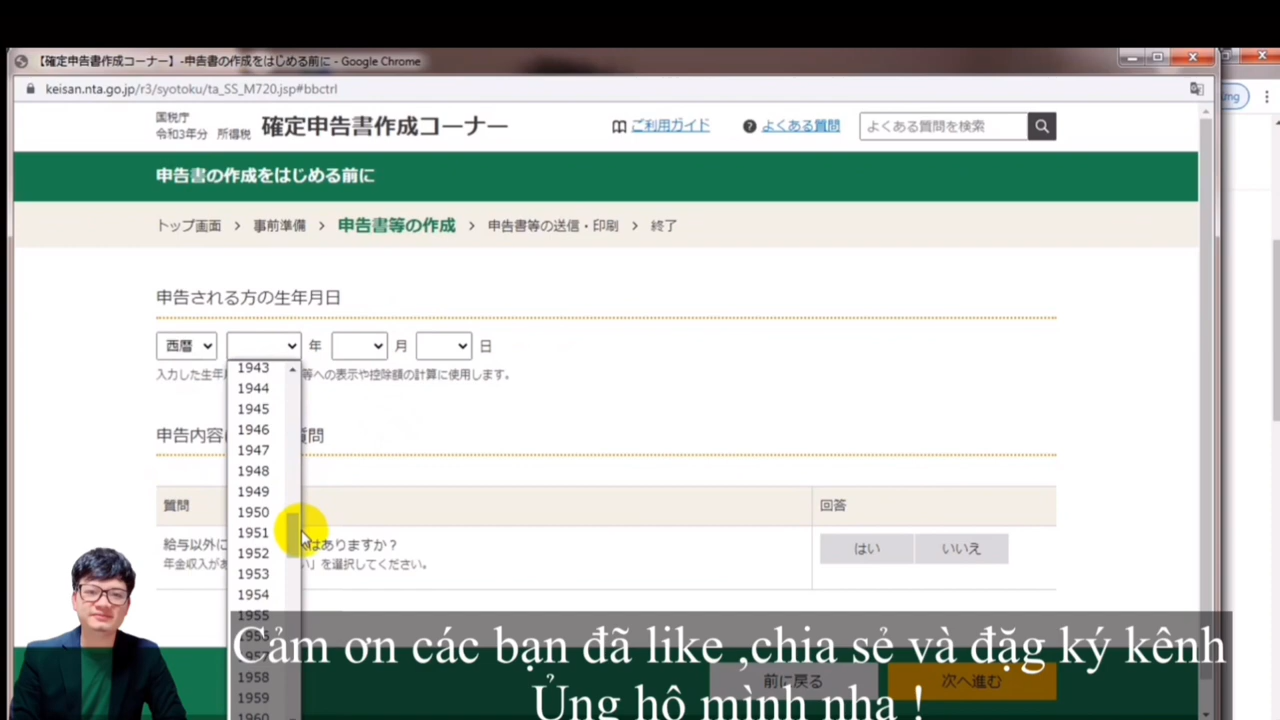 【確定申告書作成コーナー】-申告書の作成をはじめる前に - Google Chrome
keisan.nta.go.jp/r3/syotoku/ta_SS_M720.jsp#bbctrl
国税庁
令和3年分 所得税 確定申告書作成コーナー
ご利用ガイド
よくある質問
よくある質問を検索
申告書の作成をはじめる前に
トップ画面 > 事前準備 > 申告書等の作成 > 申告書等の送信・印刷 > 終了
申告される方の生年月日
西暦 年 月 日
1943
入力した生年 等への表示や控除額の計算に使用します。
1944
1945
申告内容 質問
1946
1947
1948
1949
質問 回答
1950
1951
給与以外に はありますか?
はい いいえ
1952
年金収入があ い」を選択してください。
1953
1954
1955
1956
1957
1958
1959
1960
前に戻る 次へ進む
Cảm ơn các bạn đã like ,chia sẻ và đặg ký kênh
Ủng hộ mình nha !